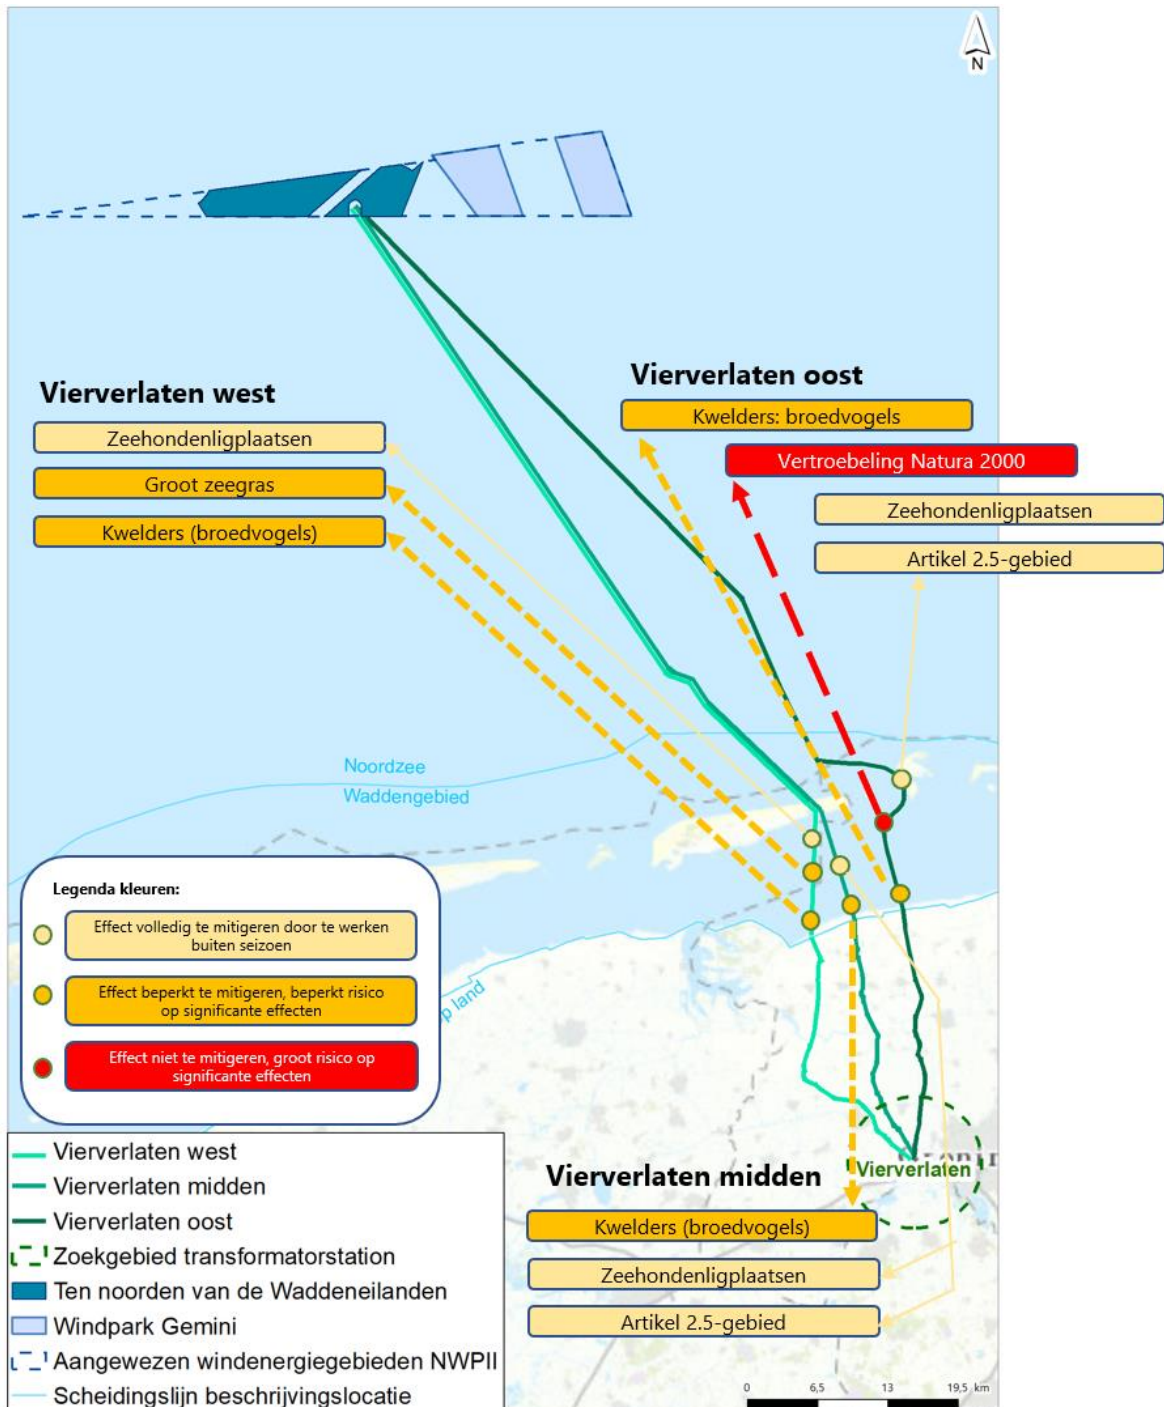 N
Vierverlaten west
Zeehondenligplaatsen
Groot zeegras
Kwelders (broedvogels)
Vierverlaten oost
Kwelders: broedvogels
Vertroebeling Natura 2000
Zeehondenligplaatsen
Artikel 2.5-gebied
Noordzee
Waddengebied
Legenda kleuren:
Effect volledig te mitigeren door te werken
buiten seizoen
Effect beperkt te mitigeren, beperkt risico
op significante effecten
Effect niet te mitigeren, groot risico op
significante effecten
p land
Vierverlaten
Vierverlaten midden
Kwelders (broedvogels)
Zeehondenligplaatsen
Artikel 2.5-gebied
Vierverlaten west
Vierverlaten midden
Vierverlaten oost
Zoekgebied transformatorstation
Ten noorden van de Waddeneilanden
Windpark Gemini
Aangewezen windenergiegebieden NWPII
Scheidingslijn beschrijvingslocatie
0 6,5 13 19,5 km